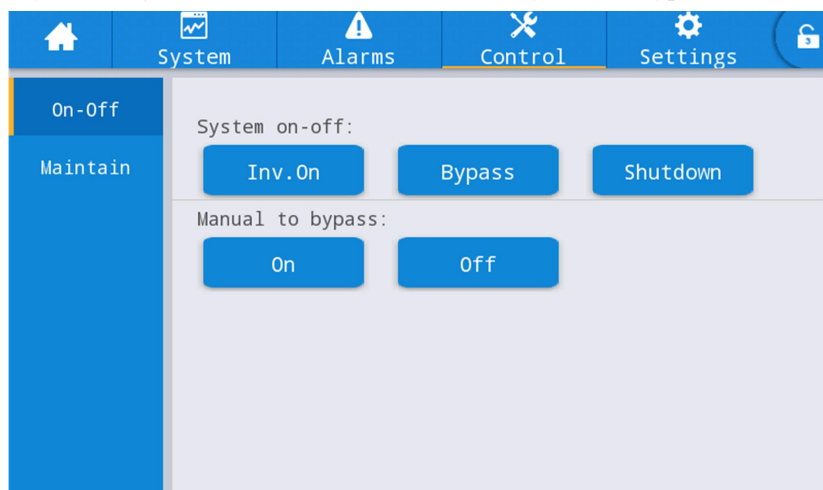 System Alarms Control Settings 3
On-Off
Maintain
System on-off:
Inv.On Bypass Shutdown
Manual to bypass:
On Off